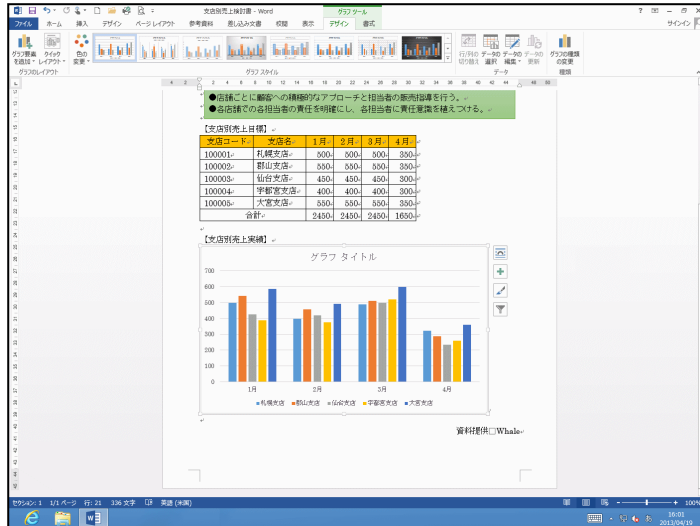 支店別売上検討書 - Word
グラフ ツール
サインイン
ファイル ホーム 挿入 デザイン ページ レイアウト 参考資料 差し込み文書 校閲 表示 デザイン 書式
グラフ要素を追加 クイック レイアウト 色の変更 行/列の切り替え データの選択 データの編集 データの更新 グラフの種類の変更
グラフのレイアウト グラフ スタイル データ 種類
●店舗ごとに顧客への積極的なアプローチと担当者の販売指導を行う。
●各店舗での各担当者の責任を明確にし、各担当者に責任意識を植えつける。
【支店別売上目標】
支店コード 支店名 1月 2月 3月 4月
100001 札幌支店 500 500 500 350
100002 郡山支店 550 550 550 350
100003 仙台支店 450 450 450 300
100004 宇都宮支店 400 400 400 300
100005 大宮支店 550 550 550 350
合計 2450 2450 2450 1650
【支店別売上実績】
グラフ タイトル
700
600
500
400
300
200
100
0
1月 2月 3月 4月
札幌支店 郡山支店 仙台支店 宇都宮支店 大宮支店
資料提供□Whale
セクション: 1 1/1 ページ 行: 21 336 文字 英語 (米国) 100%
16:01
2013/04/19